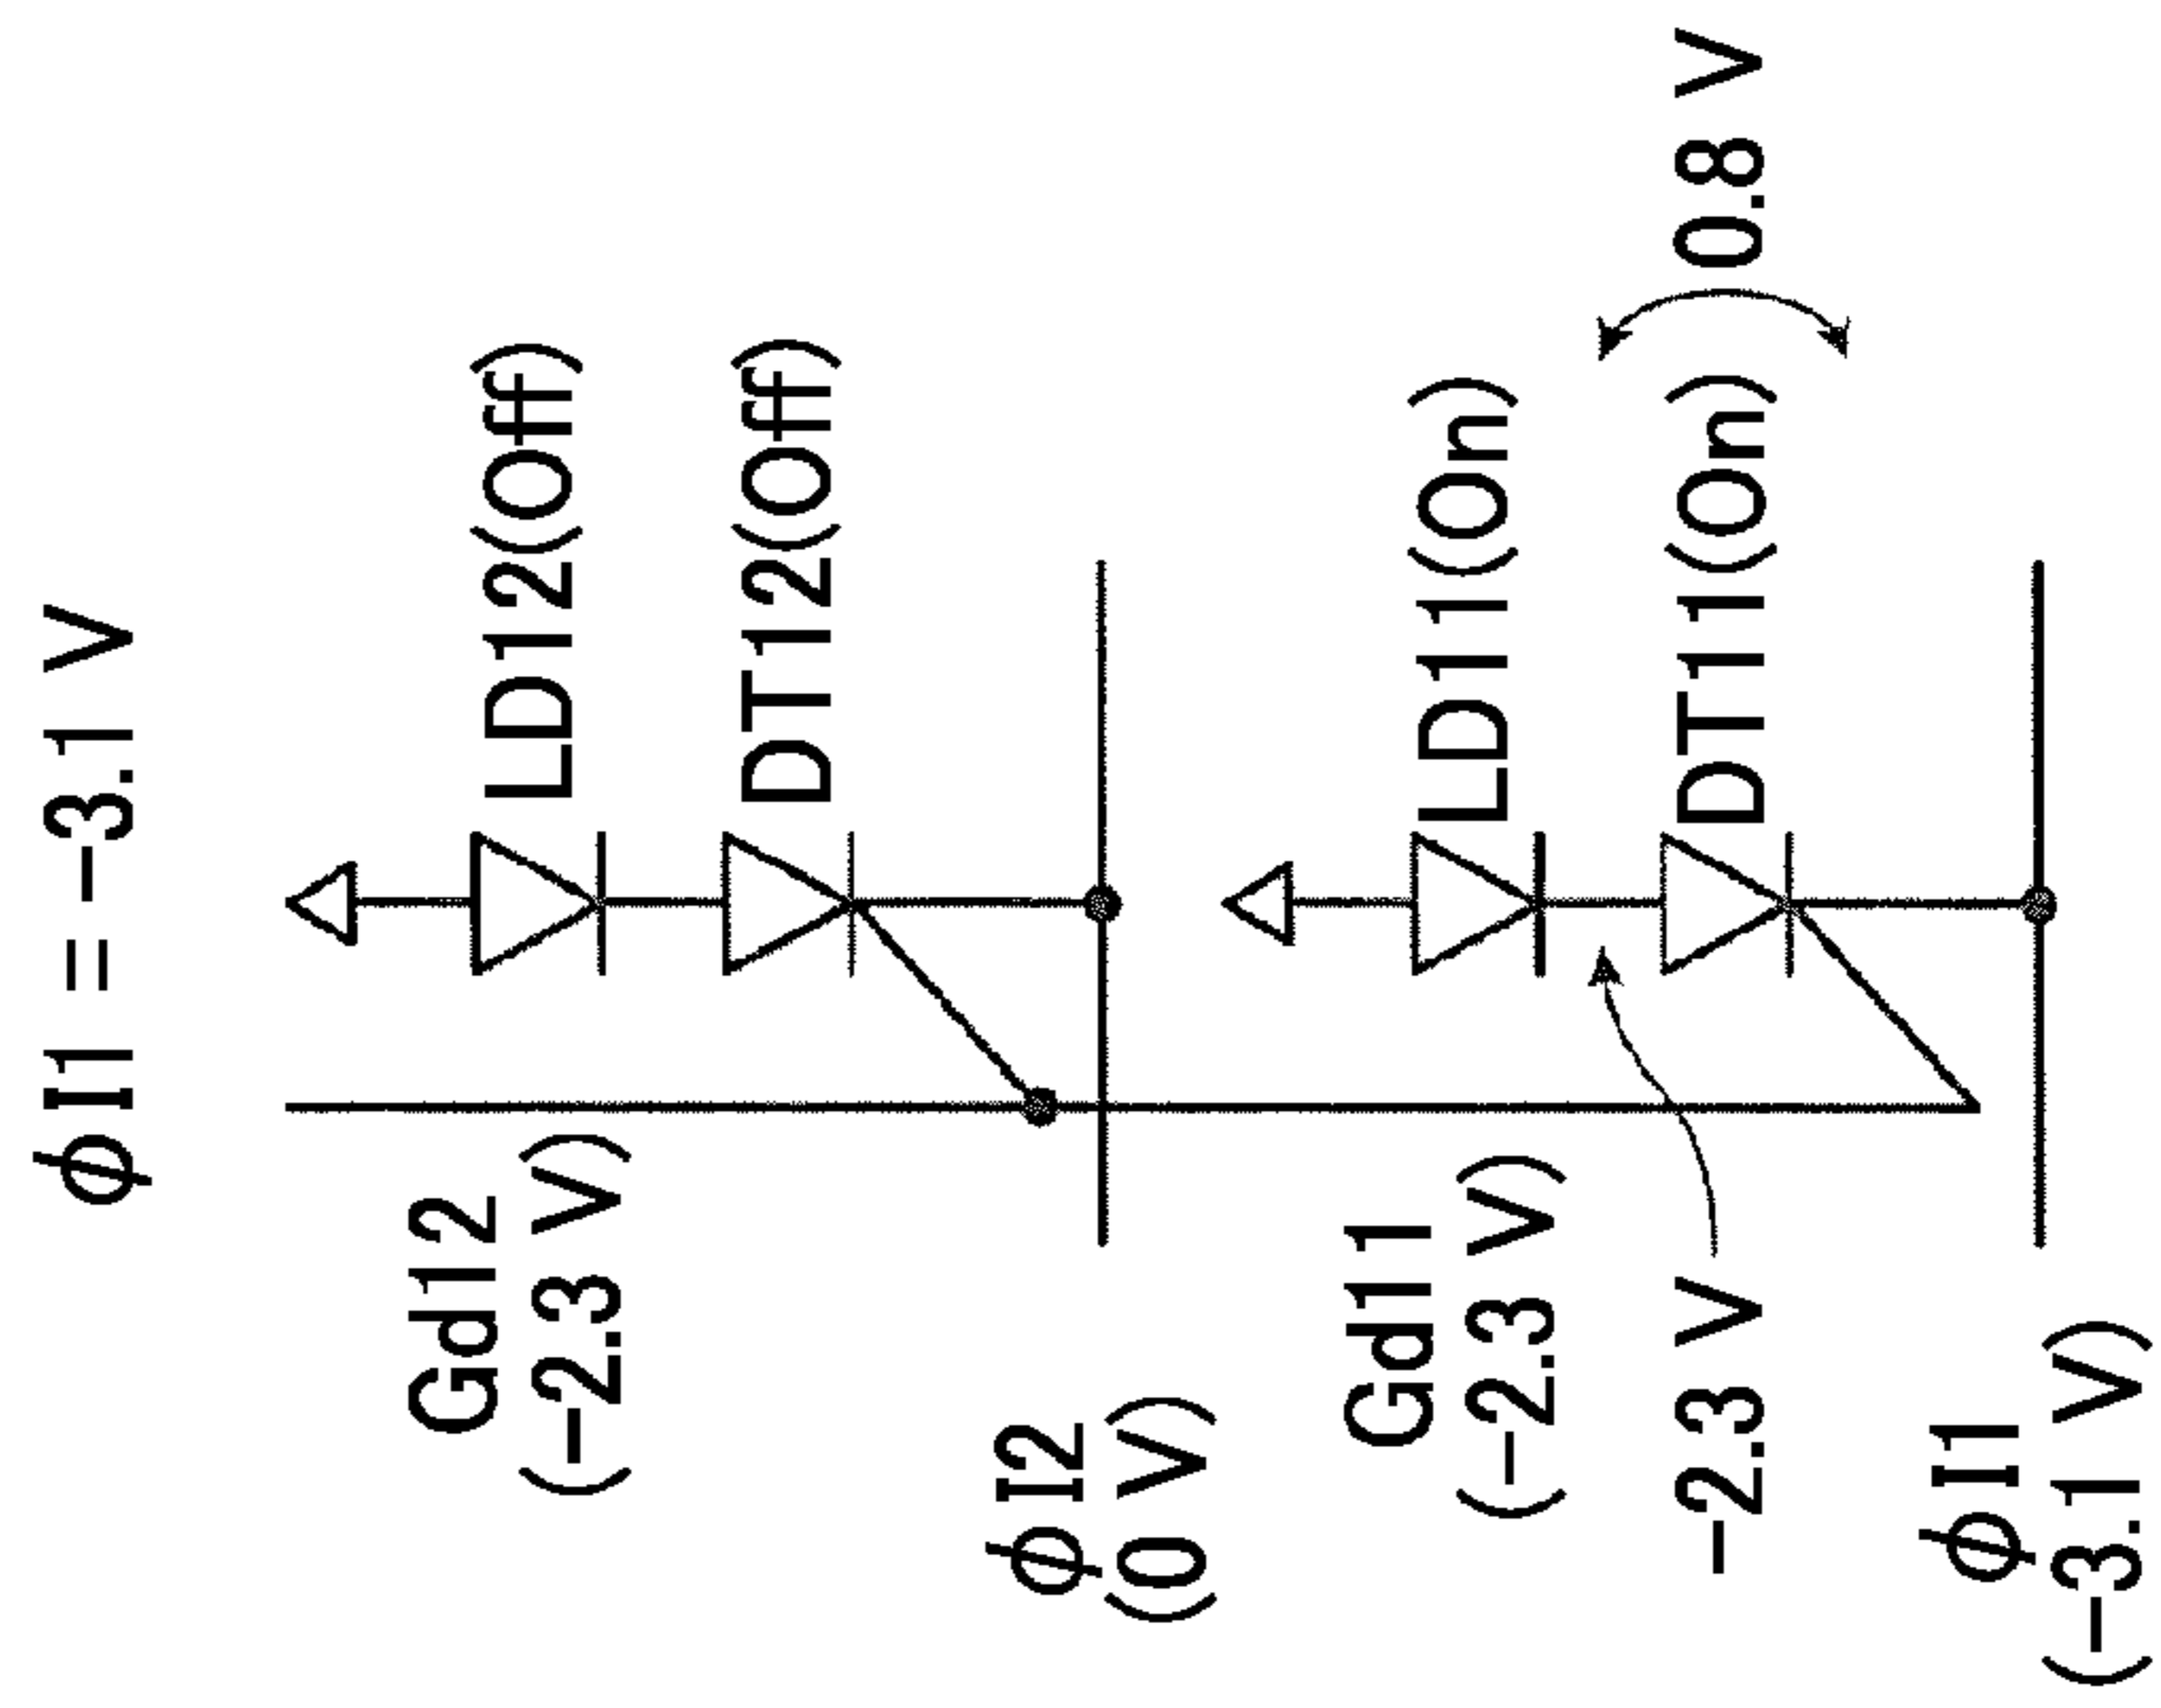 φI1 = -3.1 V
Gd12
(-2.3 V)
LD12(Off)
DT12(Off)
φI2
(0 V)
Gd11
(-2.3 V)
LD11(On)
DT11(On)
0.8 V
-2.3 V
φI1
(-3.1 V)